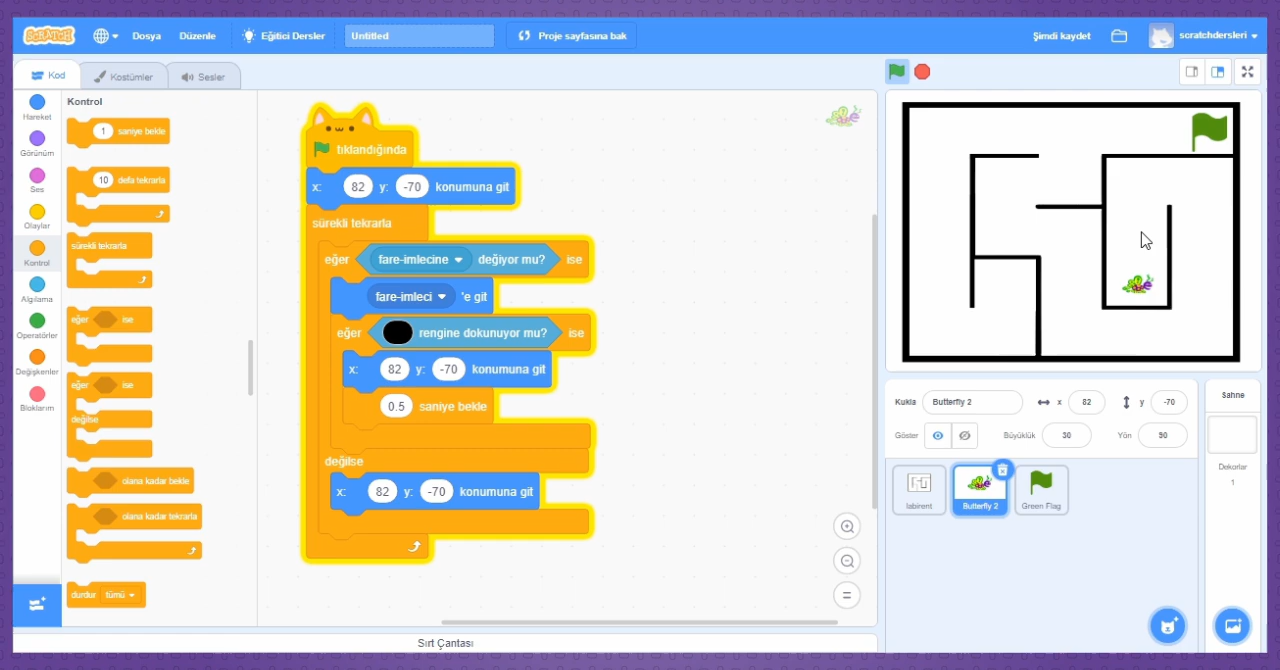 SCRATCH
Dosya
Düzenle
Eğitici Dersler
Untitled
Proje sayfasına bak
Şimdi kaydet
scratchdersleri
Kod
Kostümler
Sesler
Hareket
Görünüm
Ses
Olaylar
Kontrol
Algılama
Operatörler
Değişkenler
Bloklarım
Kontrol
1 saniye bekle
10 defa tekrarla
sürekli tekrarla
eğer ise
eğer ise
değilse
olana kadar bekle
olana kadar tekrarla
durdur tümü
tıklandığında
x: 82 y: -70 konumuna git
sürekli tekrarla
eğer fare-imlecine değiyor mu? ise
fare-imleci 'e git
eğer rengine dokunuyor mu? ise
x: 82 y: -70 konumuna git
0.5 saniye bekle
değilse
x: 82 y: -70 konumuna git
Sırt Çantası
Kukla Butterfly 2 x 82 y -70
Göster Büyüklük 30 Yön 90
labirent
Butterfly 2
Green Flag
Sahne
Dekorlar
1